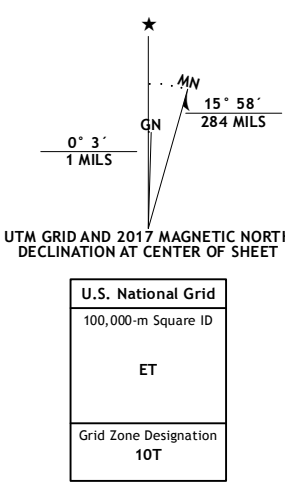 ★
MN
15° 58´
284 MILS
GN
0° 3´
1 MILS
UTM GRID AND 2017 MAGNETIC NORTH
DECLINATION AT CENTER OF SHEET
U.S. National Grid
100,000-m Square ID
ET
Grid Zone Designation
10T